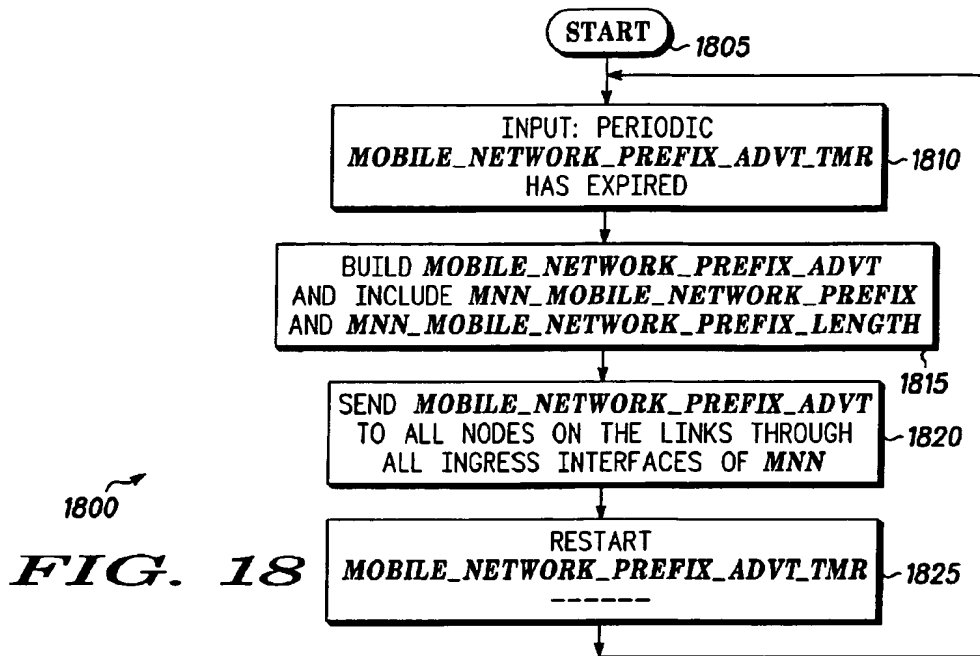 START
1805
INPUT: PERIODIC
MOBILE_NETWORK_PREFIX_ADVT_TMR
HAS EXPIRED
1810
BUILD MOBILE_NETWORK_PREFIX_ADVT
AND INCLUDE MNN_MOBILE_NETWORK_PREFIX
AND MNN_MOBILE_NETWORK_PREFIX_LENGTH
1815
SEND MOBILE_NETWORK_PREFIX_ADVT
TO ALL NODES ON THE LINKS THROUGH
ALL INGRESS INTERFACES OF MNN
1820
1800
FIG. 18
RESTART
MOBILE_NETWORK_PREFIX_ADVT_TMR
------
1825